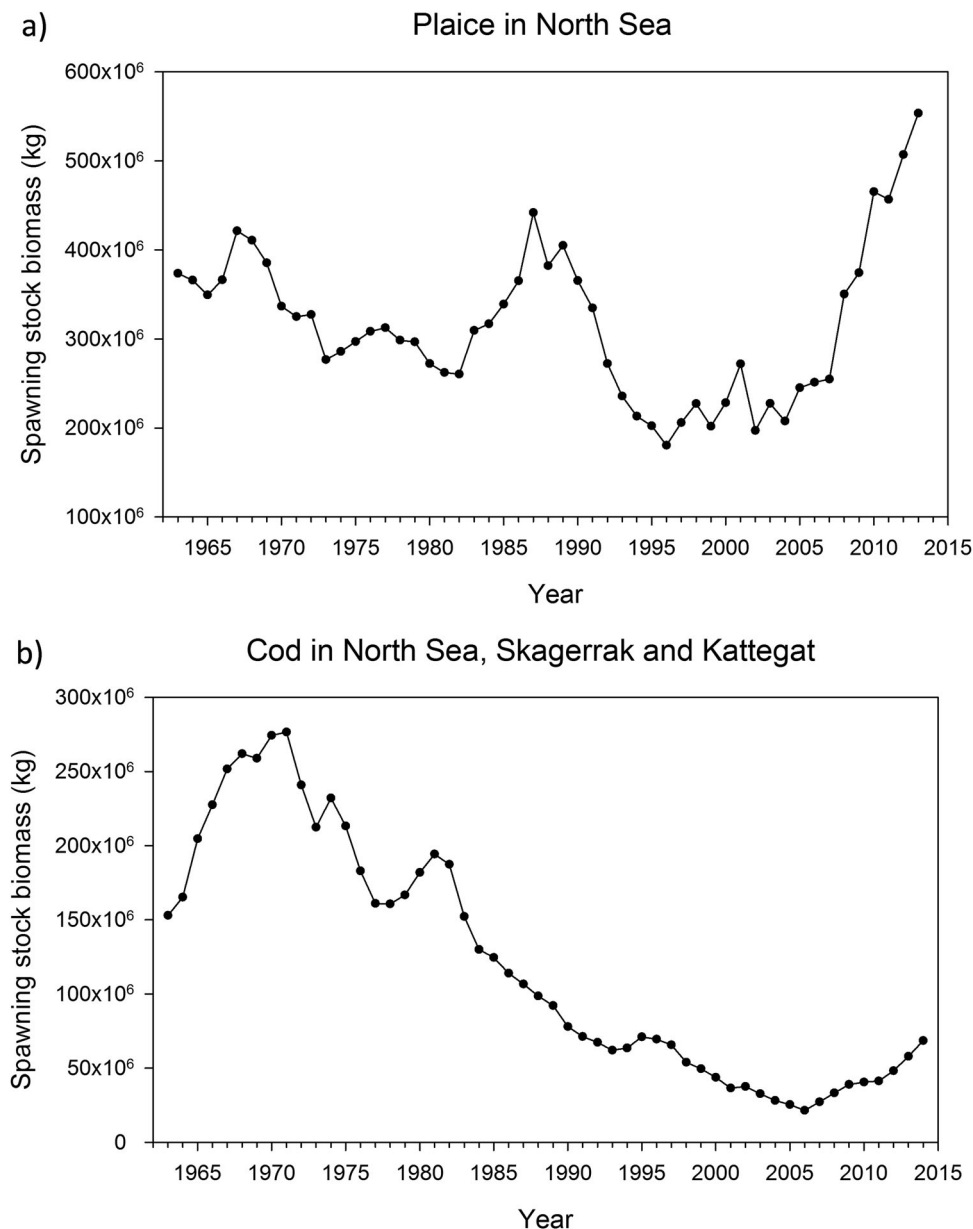 a)
Plaice in North Sea
Spawning stock biomass (kg)
600x10⁶
500x10⁶
400x10⁶
300x10⁶
200x10⁶
100x10⁶
1965 1970 1975 1980 1985 1990 1995 2000 2005 2010 2015
Year
b)
Cod in North Sea, Skagerrak and Kattegat
Spawning stock biomass (kg)
300x10⁶
250x10⁶
200x10⁶
150x10⁶
100x10⁶
50x10⁶
0
1965 1970 1975 1980 1985 1990 1995 2000 2005 2010 2015
Year